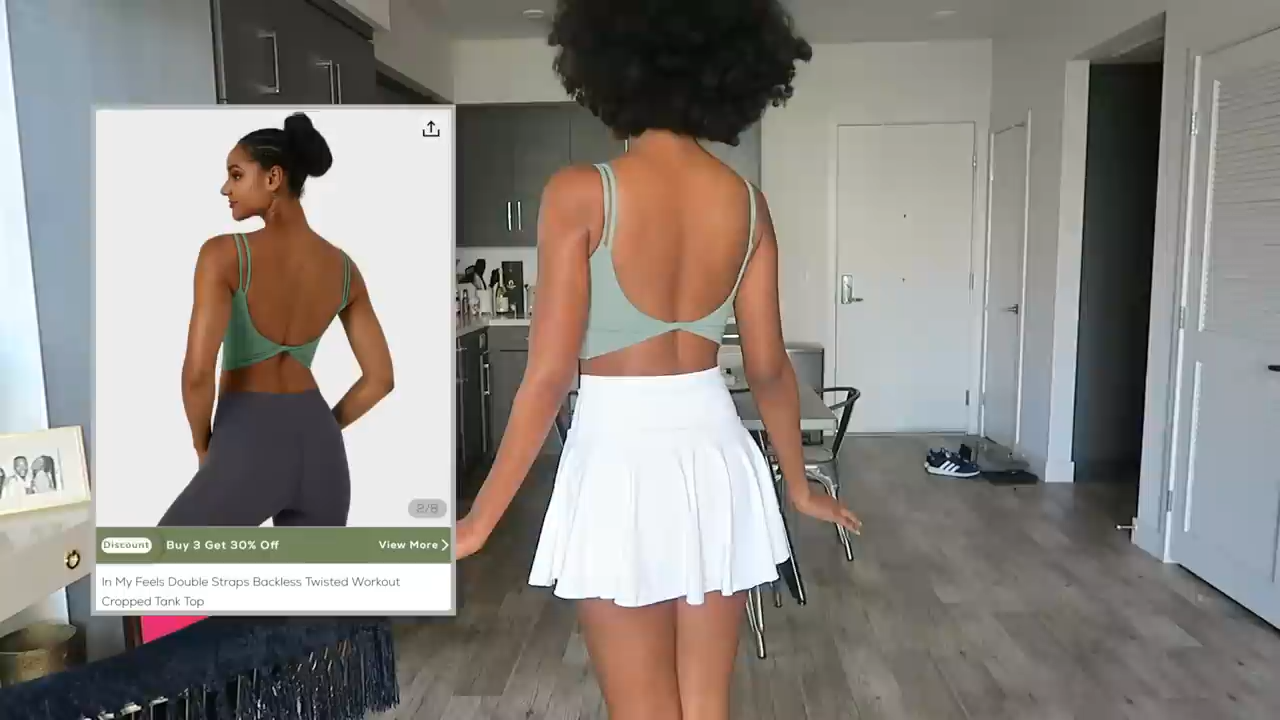 2/8
Discount Buy 3 Get 30% Off View More
In My Feels Double Straps Backless Twisted Workout
Cropped Tank Top